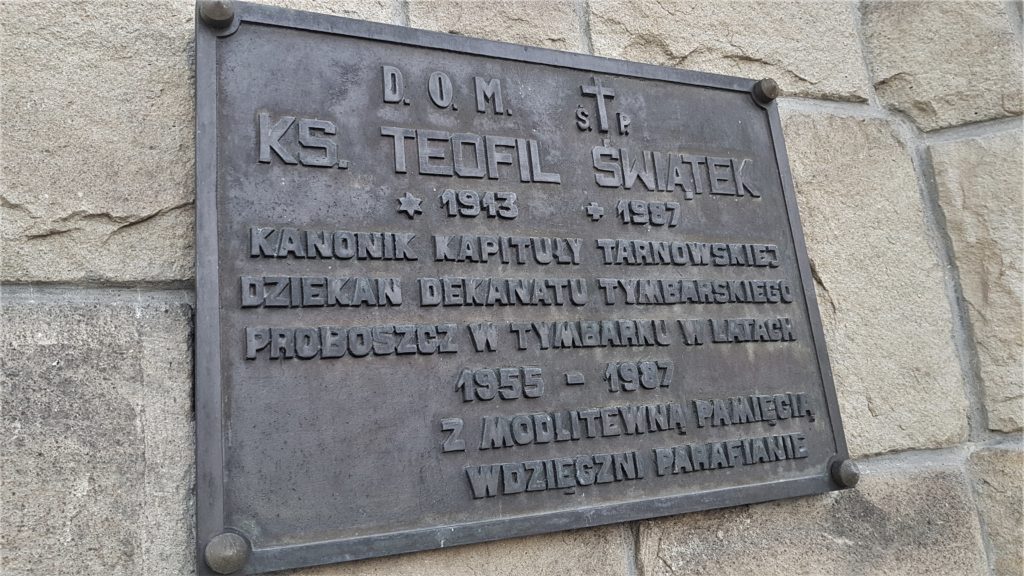 D. O. M. Ś. P.
KS. TEOFIL ŚWIĄTEK
* 1913 + 1987
KANONIK KAPITUŁY TARNOWSKIEJ
DZIEKAN DEKANATU TYMBARSKIEGO
PROBOSZCZ W TYMBARKU W LATACH
1955 - 1987
Z MODLITEWNĄ PAMIĘCIĄ
WDZIĘCZNI PARAFIANIE